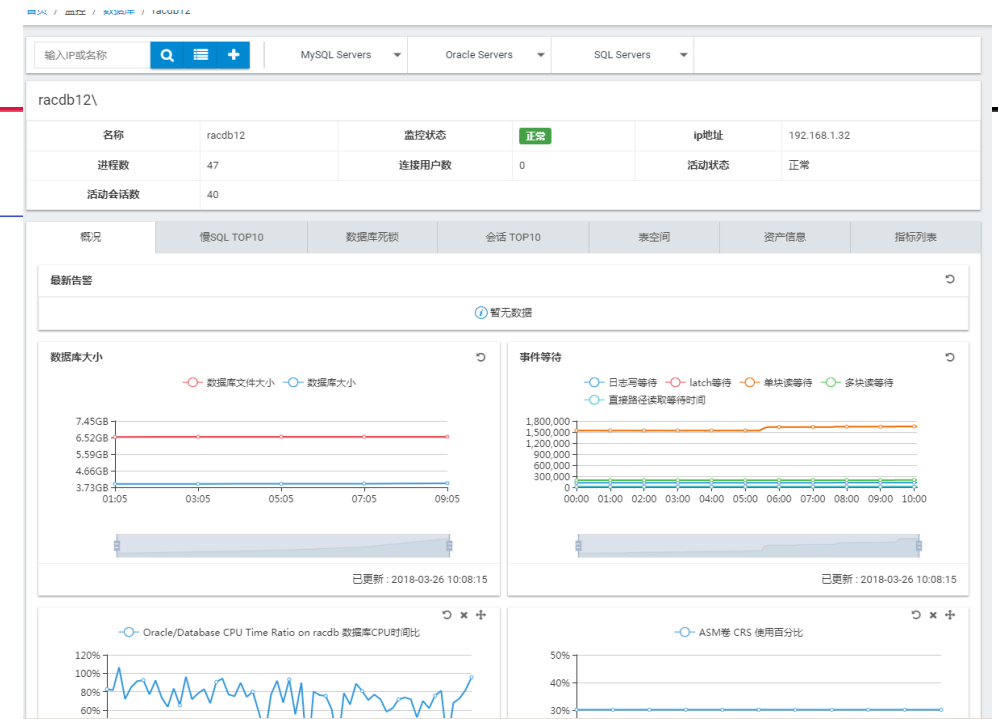 首页 / 监控 / 数据库 / racdb12
输入IP或名称 MySQL Servers Oracle Servers SQL Servers
racdb12\
名称 racdb12 监控状态 正常 ip地址 192.168.1.32
进程数 47 连接用户数 0 活动状态 正常
活动会话数 40
概况 慢SQL TOP10 数据库死锁 会话 TOP10 表空间 资产信息 指标列表
最新告警
暂无数据
数据库大小
数据库文件大小 数据库大小
7.45GB
6.52GB
5.59GB
4.66GB
3.73GB
01:05 03:05 05:05 07:05 09:05
已更新 : 2018-03-26 10:08:15
事件等待
日志写等待 latch等待 单块读等待 多块读等待
直接路径读取等待时间
1,800,000
1,500,000
1,200,000
900,000
600,000
300,000
0
00:00 01:00 02:00 03:00 04:00 05:00 06:00 07:00 08:00 09:00 10:00
已更新 : 2018-03-26 10:08:15
Oracle/Database CPU Time Ratio on racdb 数据库CPU时间比
120%
100%
80%
60%
ASM卷 CRS 使用百分比
50%
40%
30%